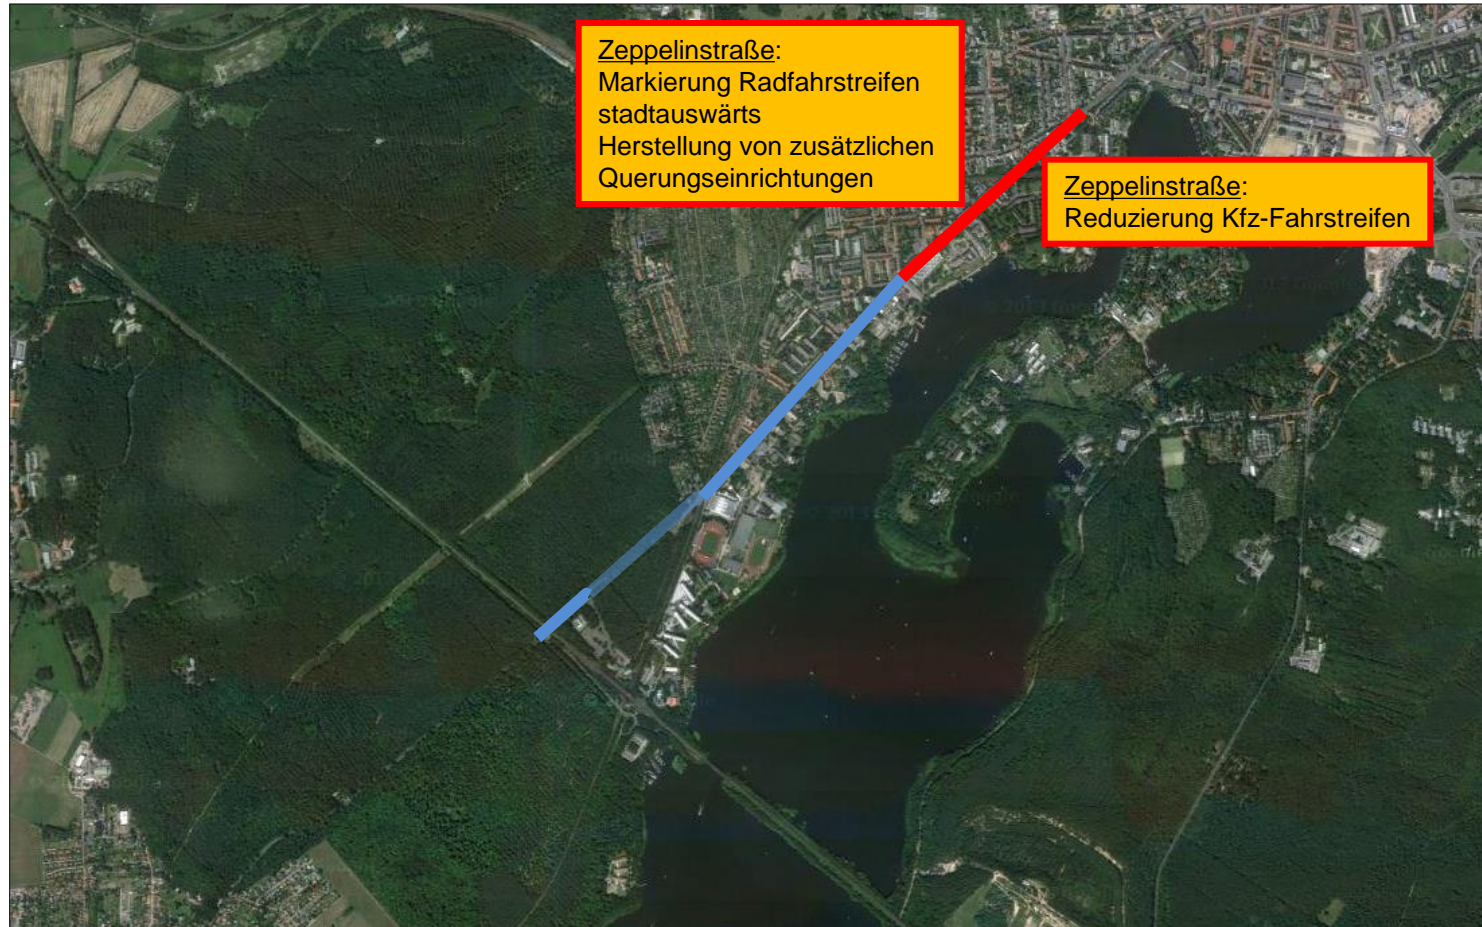 Zeppelinstraße:
Markierung Radfahrstreifen
stadtauswärts
Herstellung von zusätzlichen
Querungseinrichtungen
Zeppelinstraße:
Reduzierung Kfz-Fahrstreifen